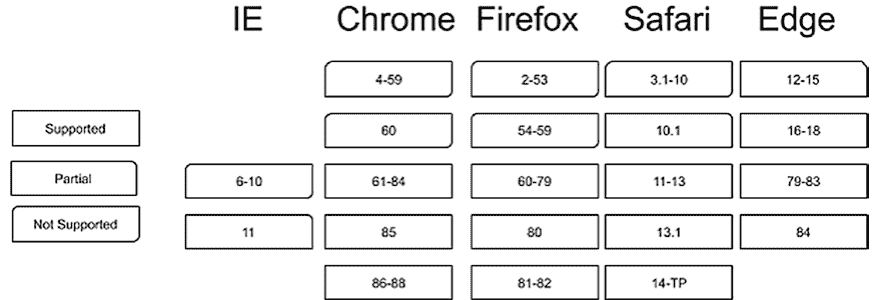 IE Chrome Firefox Safari Edge
4-59 2-53 3.1-10 12-15
Supported 60 54-59 10.1 16-18
Partial 6-10 61-84 60-79 11-13 79-83
Not Supported 11 85 80 13.1 84
86-88 81-82 14-TP